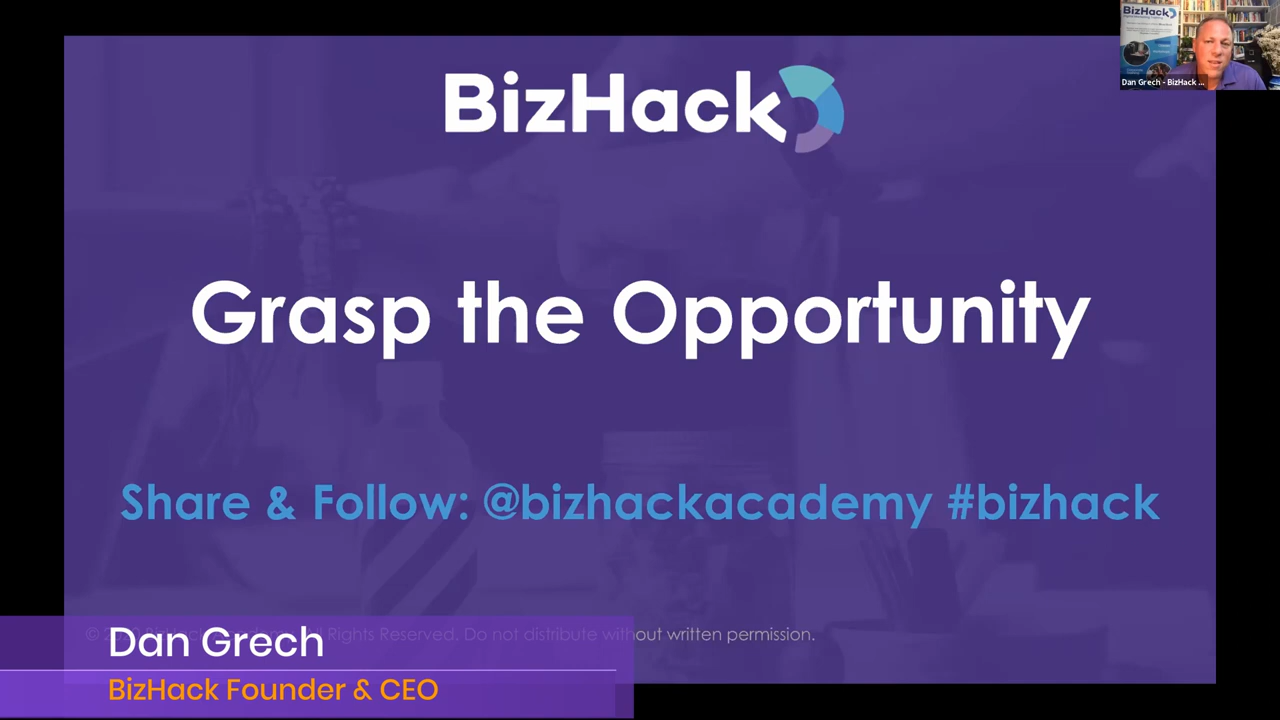 BizHack
BizHack
Dan Grech - BizHack ...
Grasp the Opportunity
Share & Follow: @bizhackacademy #bizhack
© Rights Reserved. Do not distribute without written permission.
Dan Grech
BizHack Founder & CEO